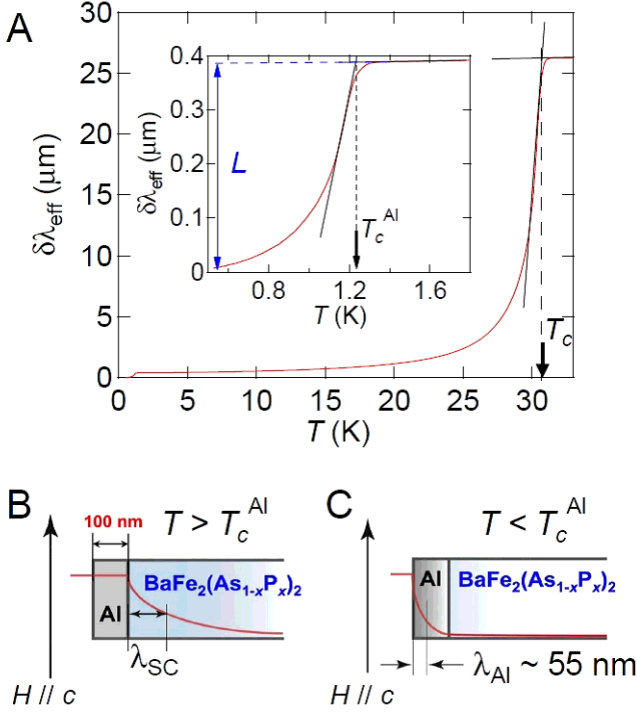 A
30
25
20
15
10
5
0
δλeff (μm)
0 5 10 15 20 25 30
T (K)
Tc
0.4
0.3
0.2
0.1
0
δλeff (μm)
0.8 1.2 1.6
T (K)
L
TcAl
B
T > TcAl
100 nm
BaFe2(As1-xPx)2
Al
λSC
H // c
C
T < TcAl
Al
BaFe2(As1-xPx)2
λAl ~ 55 nm
H // c